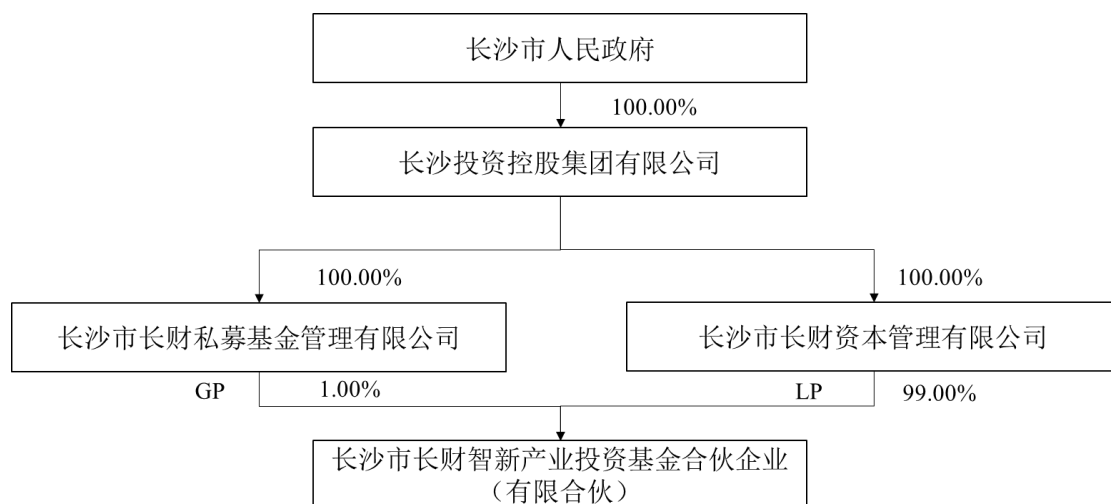 长沙市人民政府
100.00%
长沙投资控股集团有限公司
100.00%
100.00%
长沙市长财私募基金管理有限公司
长沙市长财资本管理有限公司
GP
1.00%
LP
99.00%
长沙市长财智新产业投资基金合伙企业
（有限合伙）